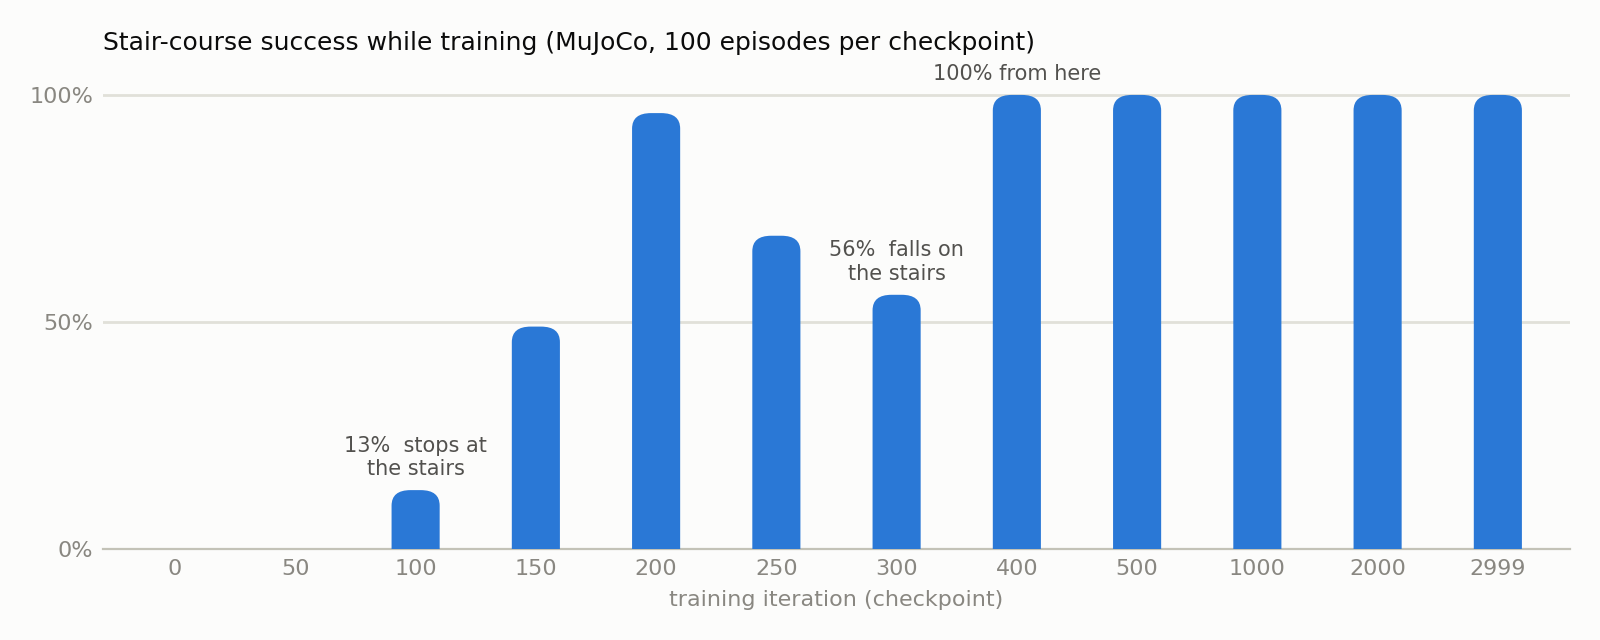 Stair-course success while training (MuJoCo, 100 episodes per checkpoint)
100% from here
100%
56%  falls on
the stairs
50%
13%  stops at
the stairs
0%
0 50 100 150 200 250 300 400 500 1000 2000 2999
training iteration (checkpoint)